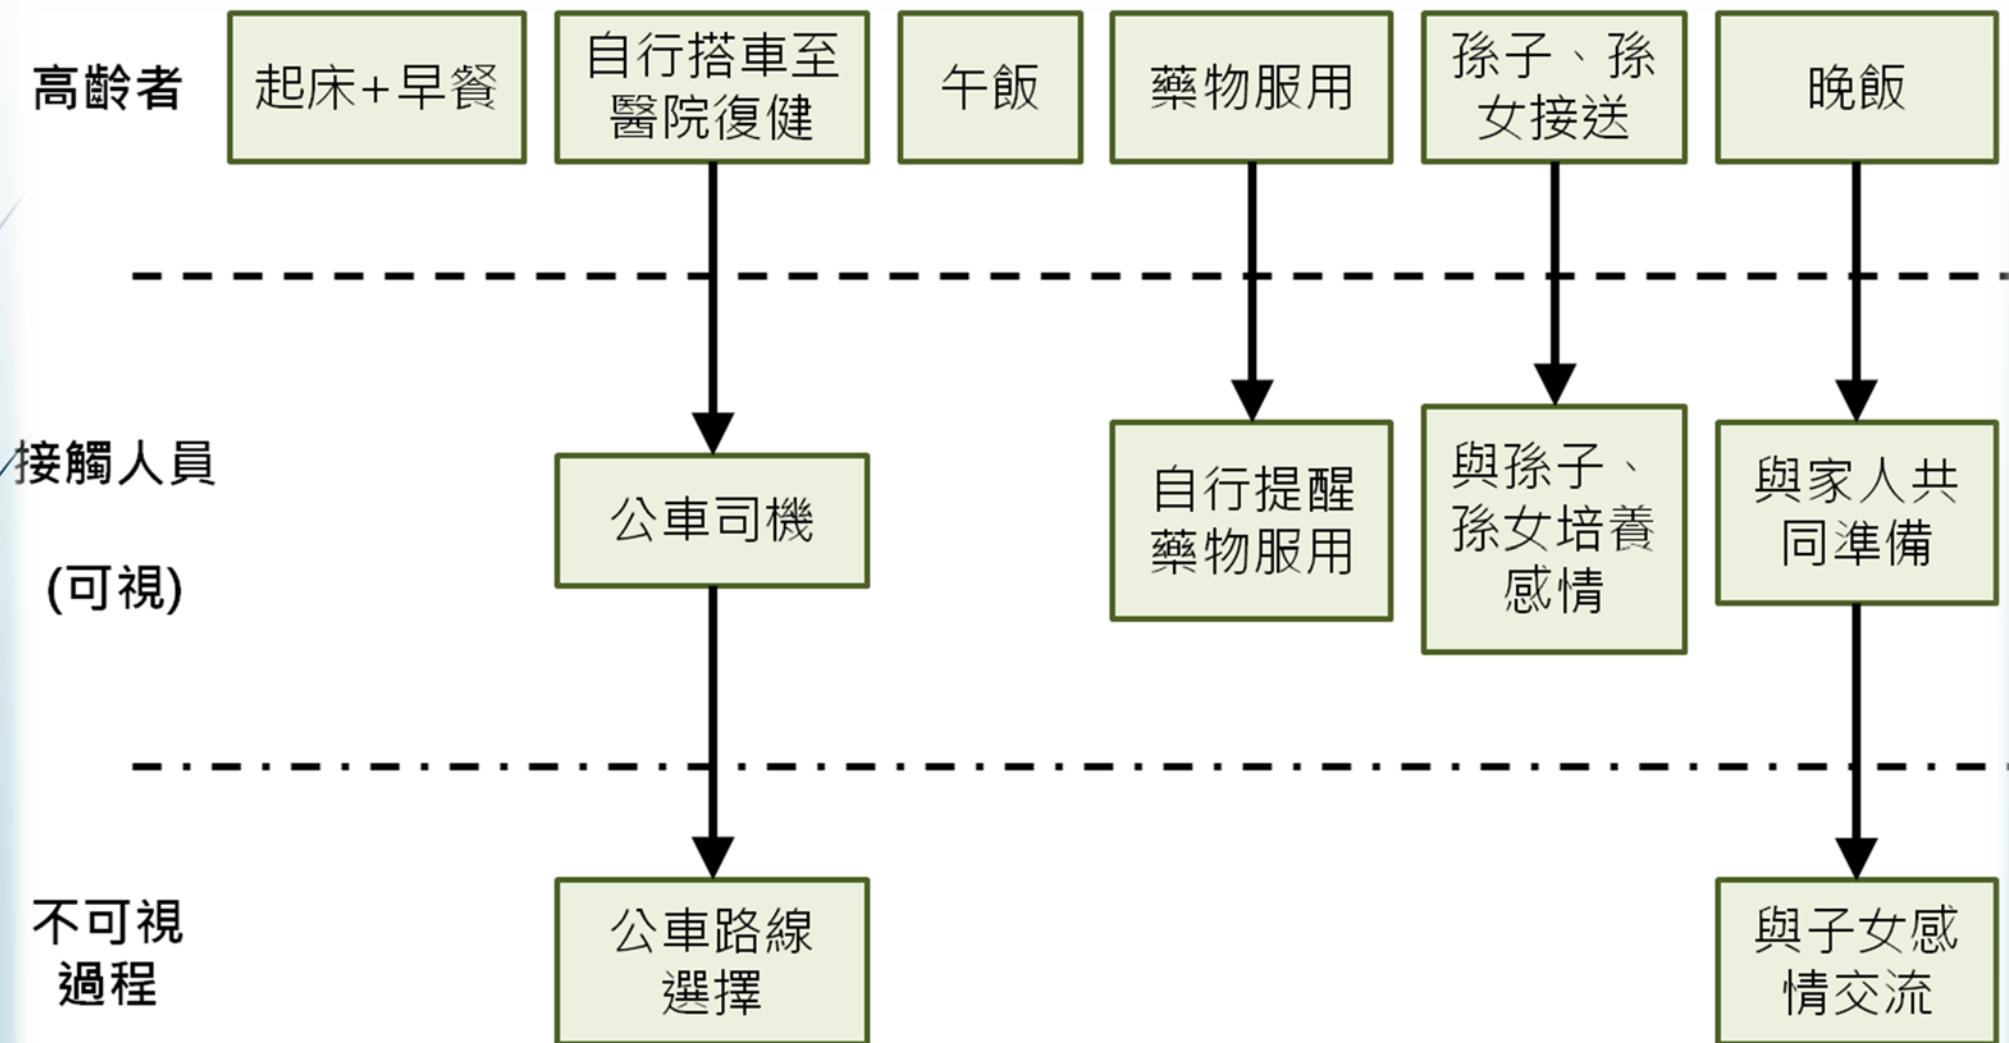 高齡者
起床+早餐
自行搭車至
醫院復健
午飯
藥物服用
孫子、孫
女接送
晚飯
接觸人員
(可視)
公車司機
自行提醒
藥物服用
與孫子、
孫女培養
感情
與家人共
同準備
不可視
過程
公車路線
選擇
與子女感
情交流